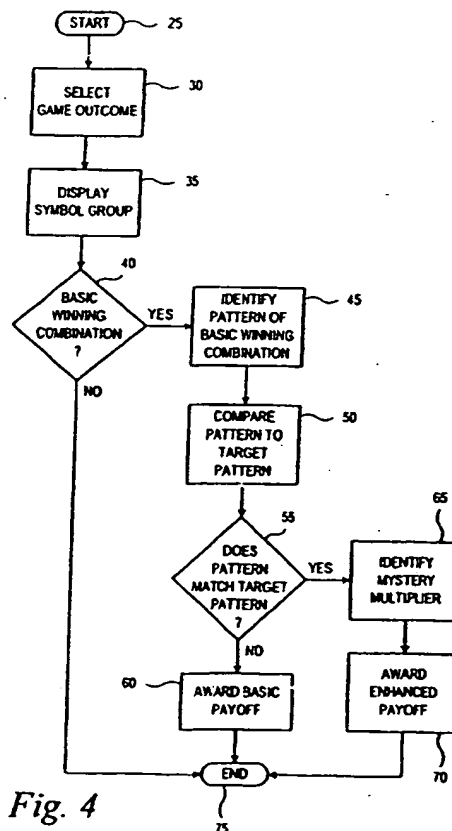 START
25
SELECT
GAME OUTCOME
30
DISPLAY
SYMBOL GROUP
35
BASIC
WINNING
COMBINATION
?
40
YES
NO
IDENTIFY
PATTERN OF
BASIC WINNING
COMBINATION
45
COMPARE
PATTERN TO
TARGET
PATTERN
50
DOES
PATTERN
MATCH TARGET
PATTERN
?
55
YES
NO
IDENTIFY
MYSTERY
MULTIPLIER
65
AWARD BASIC
PAYOFF
60
AWARD
ENHANCED
PAYOFF
70
END
75
Fig. 4